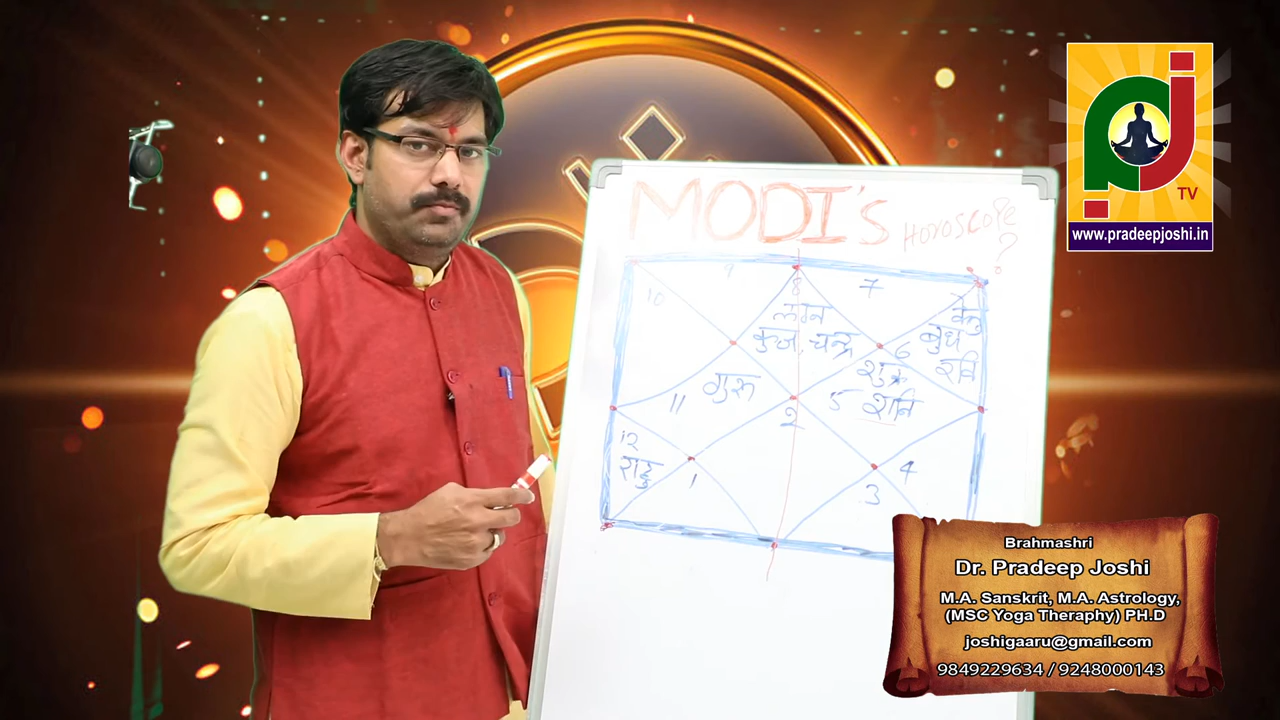 MODI'S HOROSCOPE ?
9
8
7
10
लग्न
कुज, चन्द्र
केतु
बुध
रवि
6
शुक्र
शनि
5
गुरु
11
2
12
राहु
1
4
3
PJ
TV
www.pradeepjoshi.in
Brahmashri
Dr. Pradeep Joshi
M.A. Sanskrit, M.A. Astrology,
(MSC Yoga Theraphy) PH.D
joshigaaru@gmail.com
9849229634 / 9248000143